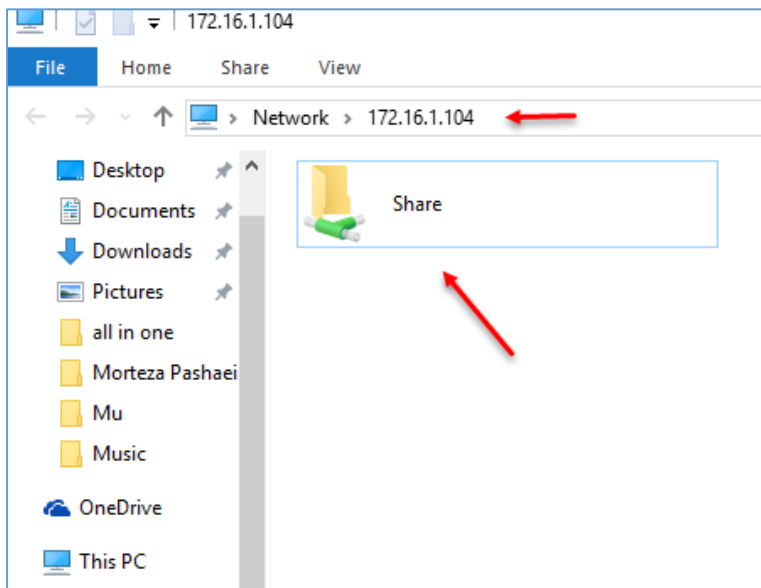 172.16.1.104
File Home Share View
Network 172.16.1.104
Desktop
Documents
Downloads
Pictures
all in one
Morteza Pashaei
Mu
Music
OneDrive
This PC
Share